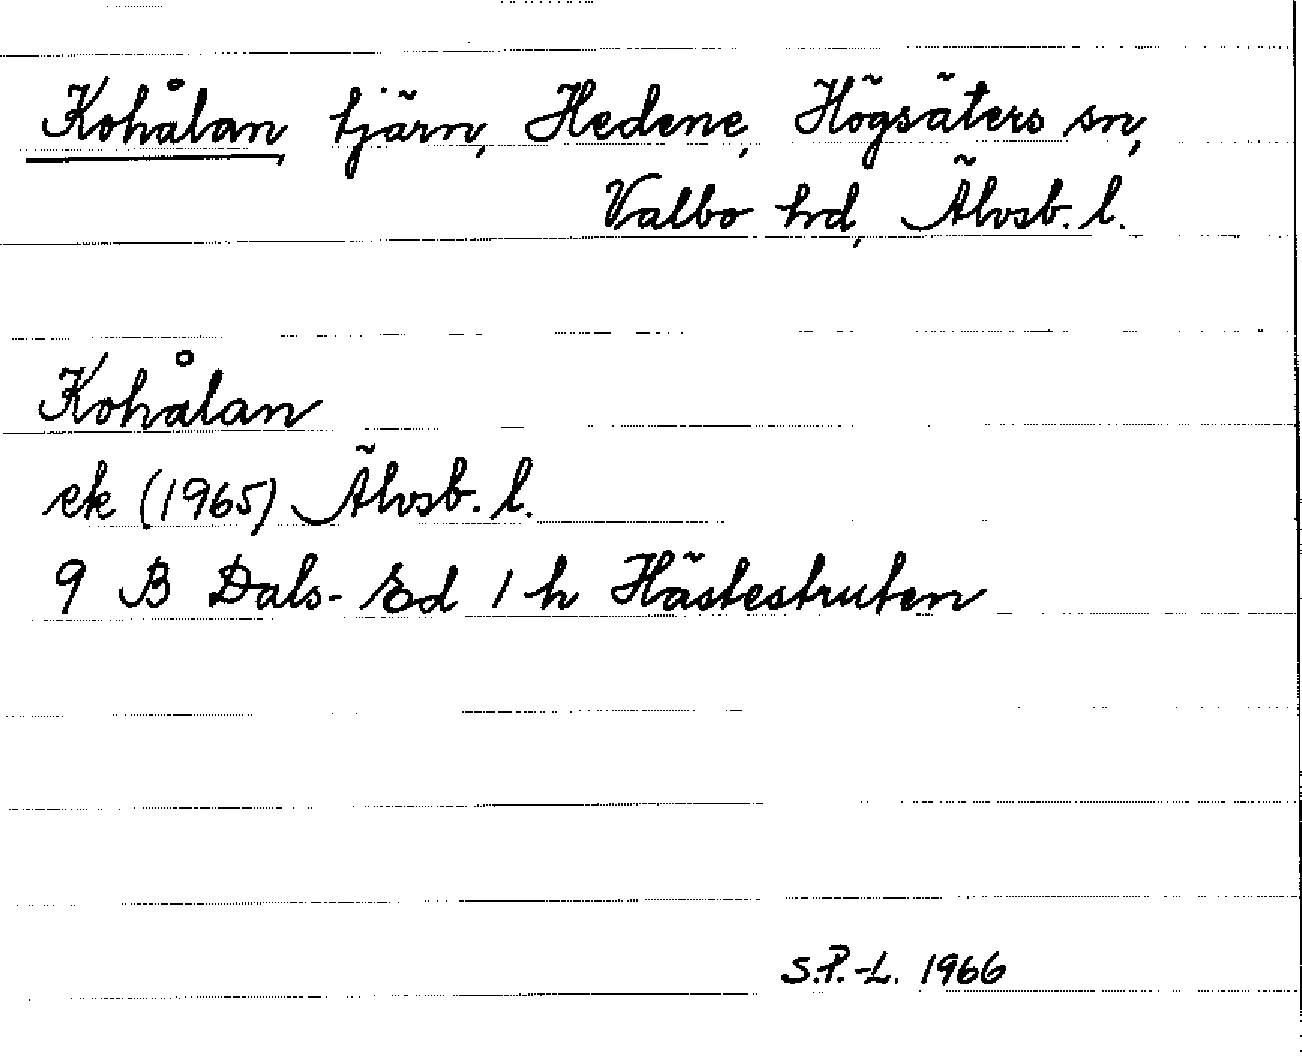 Kohålan tjärn, Hedene, Högsäters sn,
Valbo hd, Älvsb. l.
Kohålan
ek (1965) Älvsb. l.
9 B Dals-Ed 1 h Hästestruten
S.P.-L. 1966